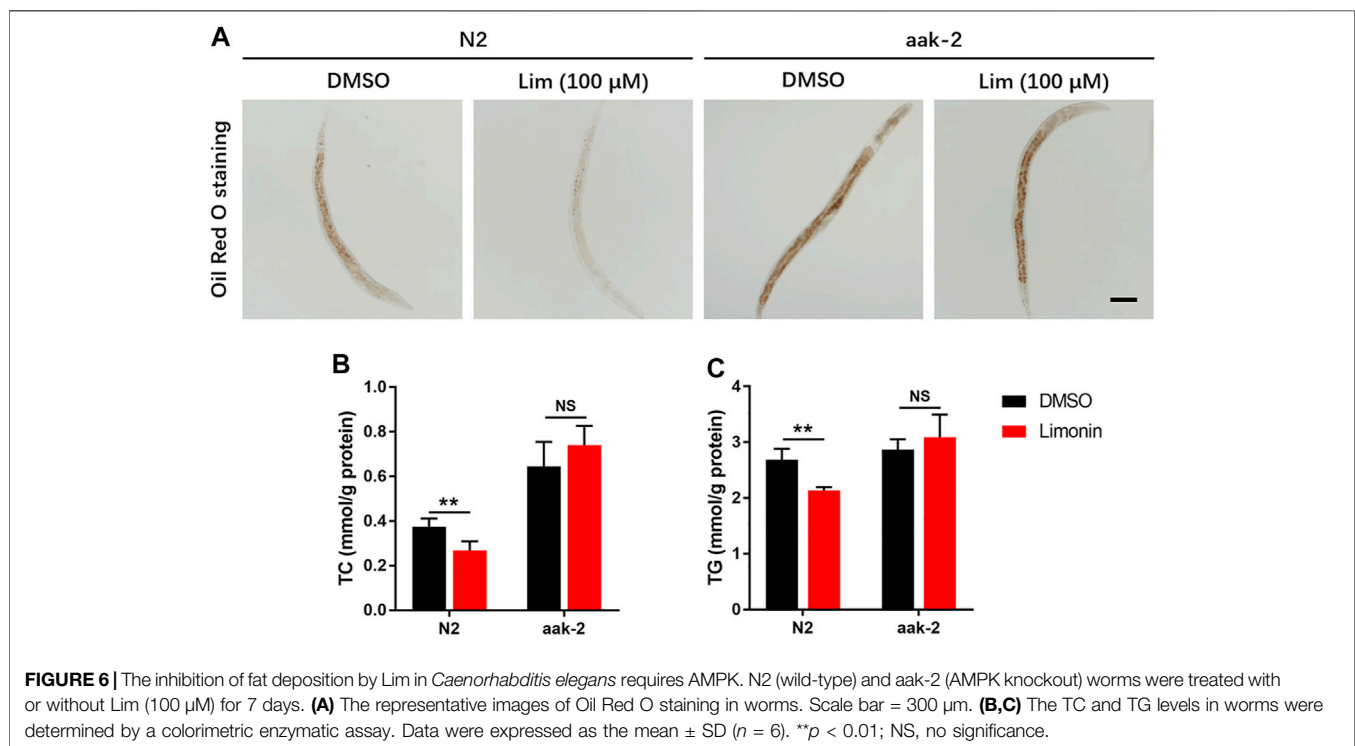 A
N2
aak-2
DMSO
Lim (100 μM)
DMSO
Lim (100 μM)
Oil Red O staining
B
TC (mmol/g protein)
1.0
0.8
0.6
0.4
0.2
0.0
**
NS
N2
aak-2
C
TG (mmol/g protein)
4
3
2
1
0
**
NS
N2
aak-2
DMSO
Limonin
FIGURE 6 | The inhibition of fat deposition by Lim in Caenorhabditis elegans requires AMPK. N2 (wild-type) and aak-2 (AMPK knockout) worms were treated with
or without Lim (100 μM) for 7 days. (A) The representative images of Oil Red O staining in worms. Scale bar = 300 μm. (B,C) The TC and TG levels in worms were
determined by a colorimetric enzymatic assay. Data were expressed as the mean ± SD (n = 6). **p < 0.01; NS, no significance.